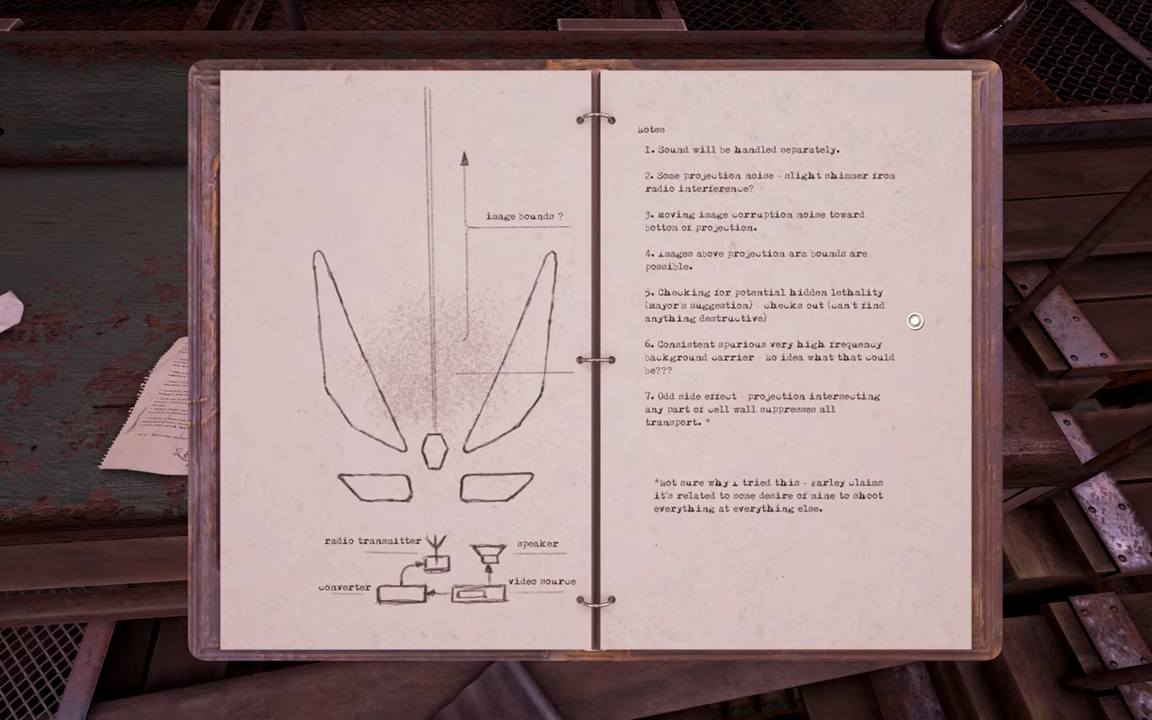 image bounds ?
radio transmitter
speaker
converter
video source
Notes
1. Sound will be handled separately.
2. Some projection noise - slight shimmer from
radio interference?
3. Moving image corruption noise toward
bottom of projection.
4. Images above projection arm bounds are
possible.
5. Checking for potential hidden lethality
(mayor's suggestion) - checks out (can't find
anything destructive)
6. Consistent spurious very high frequency
background carrier - No idea what that could
be???
7. Odd side effect - projection intersecting
any part of cell wall suppresses all
transport. *
*Not sure why I tried this - Farley claims
it's related to some desire of mine to shoot
everything at everything else.